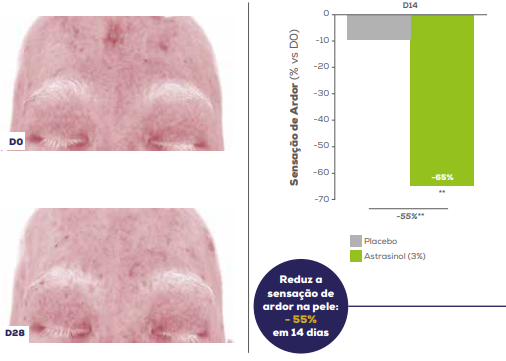 D0
D28
D14
Sensação de Ardor (% vs D0)
0
-10
-20
-30
-40
-50
-60
-70
-65%
**
-55%**
Placebo
Astrasinol (3%)
Reduz a
sensação de
ardor na pele:
- 55%
em 14 dias